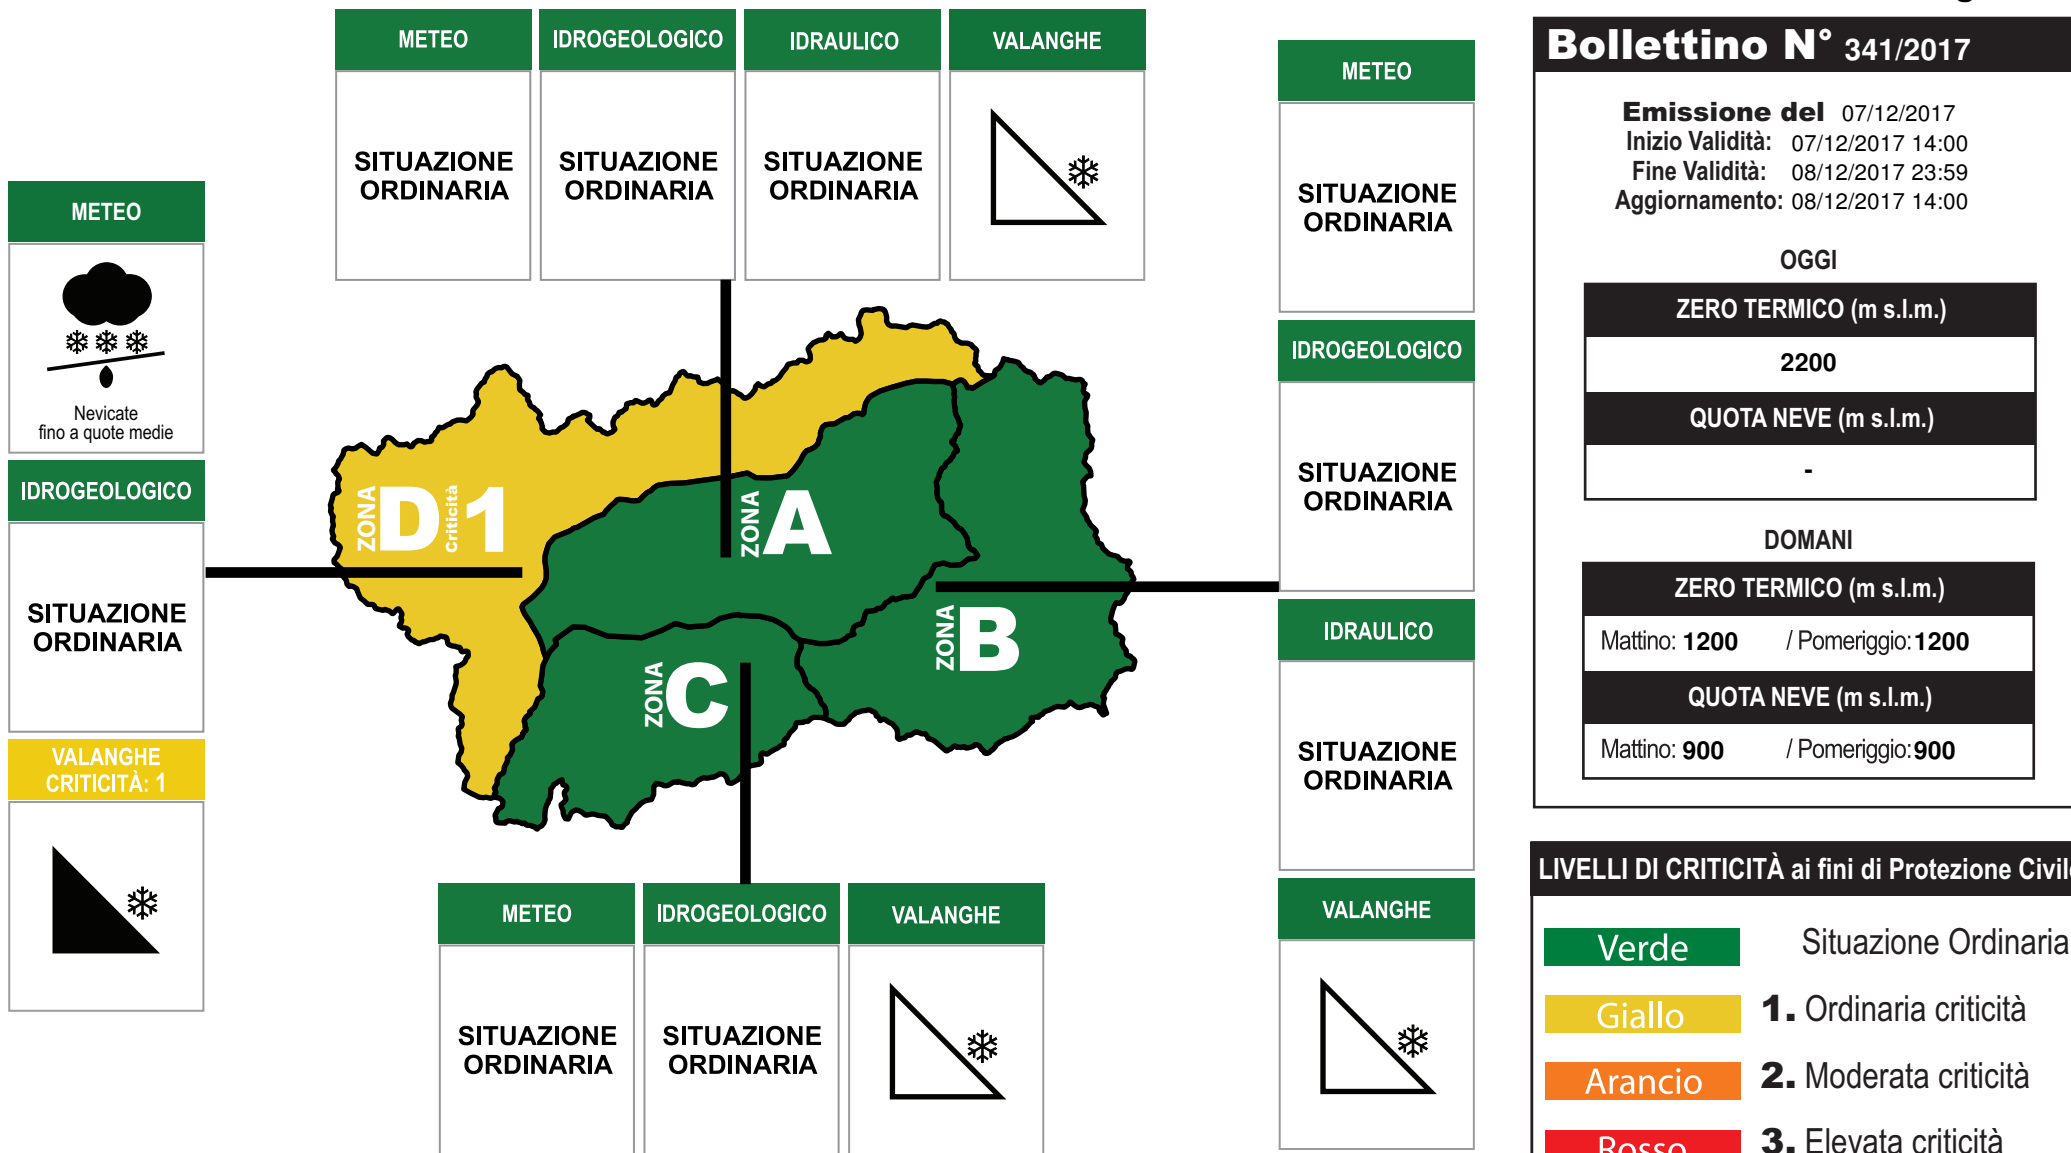 METEO
IDROGEOLOGICO
IDRAULICO
VALANGHE
SITUAZIONE
ORDINARIA
SITUAZIONE
ORDINARIA
SITUAZIONE
ORDINARIA
METEO
Nevicate
fino a quote medie
IDROGEOLOGICO
SITUAZIONE
ORDINARIA
VALANGHE
CRITICITÀ: 1
ZONA D Criticità 1
ZONA A
ZONA B
ZONA C
METEO
IDROGEOLOGICO
VALANGHE
SITUAZIONE
ORDINARIA
SITUAZIONE
ORDINARIA
METEO
SITUAZIONE
ORDINARIA
IDROGEOLOGICO
SITUAZIONE
ORDINARIA
IDRAULICO
SITUAZIONE
ORDINARIA
VALANGHE
Bollettino N° 341/2017
Emissione del 07/12/2017
Inizio Validità: 07/12/2017 14:00
Fine Validità: 08/12/2017 23:59
Aggiornamento: 08/12/2017 14:00
OGGI
ZERO TERMICO (m s.l.m.)
2200
QUOTA NEVE (m s.l.m.)
-
DOMANI
ZERO TERMICO (m s.l.m.)
Mattino: 1200 / Pomeriggio: 1200
QUOTA NEVE (m s.l.m.)
Mattino: 900 / Pomeriggio: 900
LIVELLI DI CRITICITÀ ai fini di Protezione Civile
Verde Situazione Ordinaria
Giallo 1. Ordinaria criticità
Arancio 2. Moderata criticità
Rosso 3. Elevata criticità